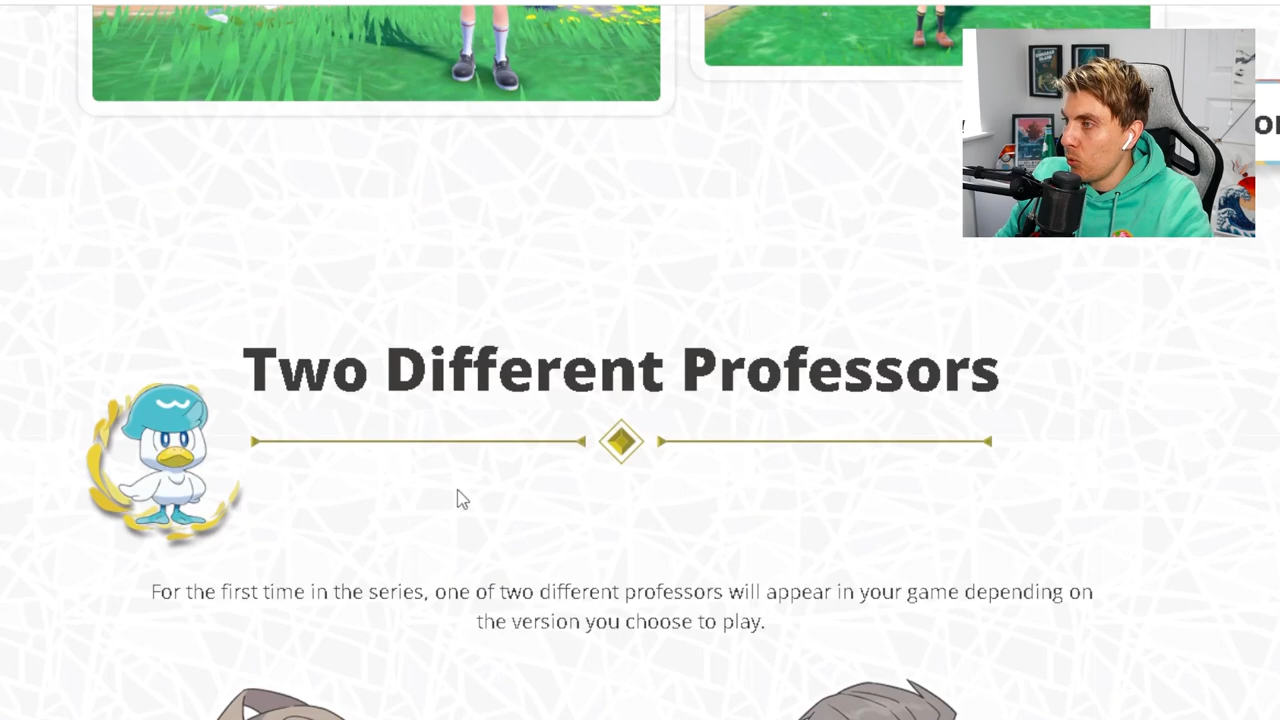 Two Different Professors
For the first time in the series, one of two different professors will appear in your game depending on
the version you choose to play.